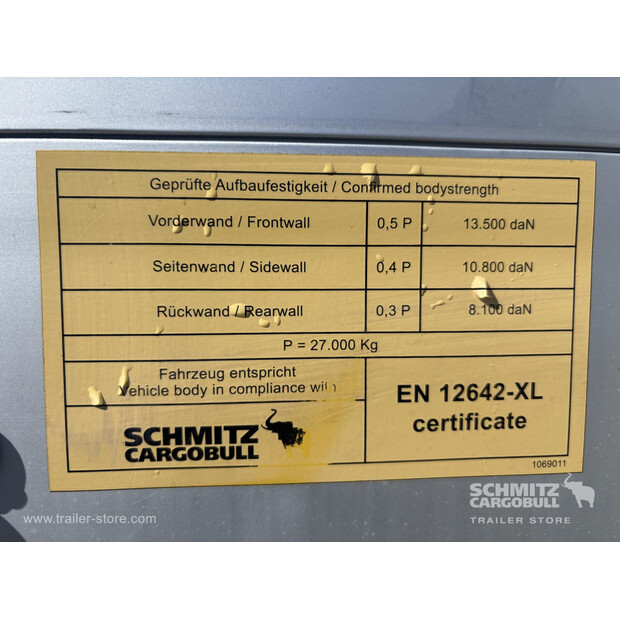 Geprüfte Aufbaufestigkeit / Confirmed bodystrength
Vorderwand / Frontwall 0,5 P 13.500 daN
Seitenwand / Sidewall 0,4 P 10.800 daN
Rückwand / Rearwall 0,3 P 8.100 daN
P = 27.000 Kg
Fahrzeug entspricht
Vehicle body in compliance with
EN 12642-XL
certificate
SCHMITZ
CARGOBULL
1069011
www.trailer-store.com
SCHMITZ
CARGOBULL
TRAILER STORE